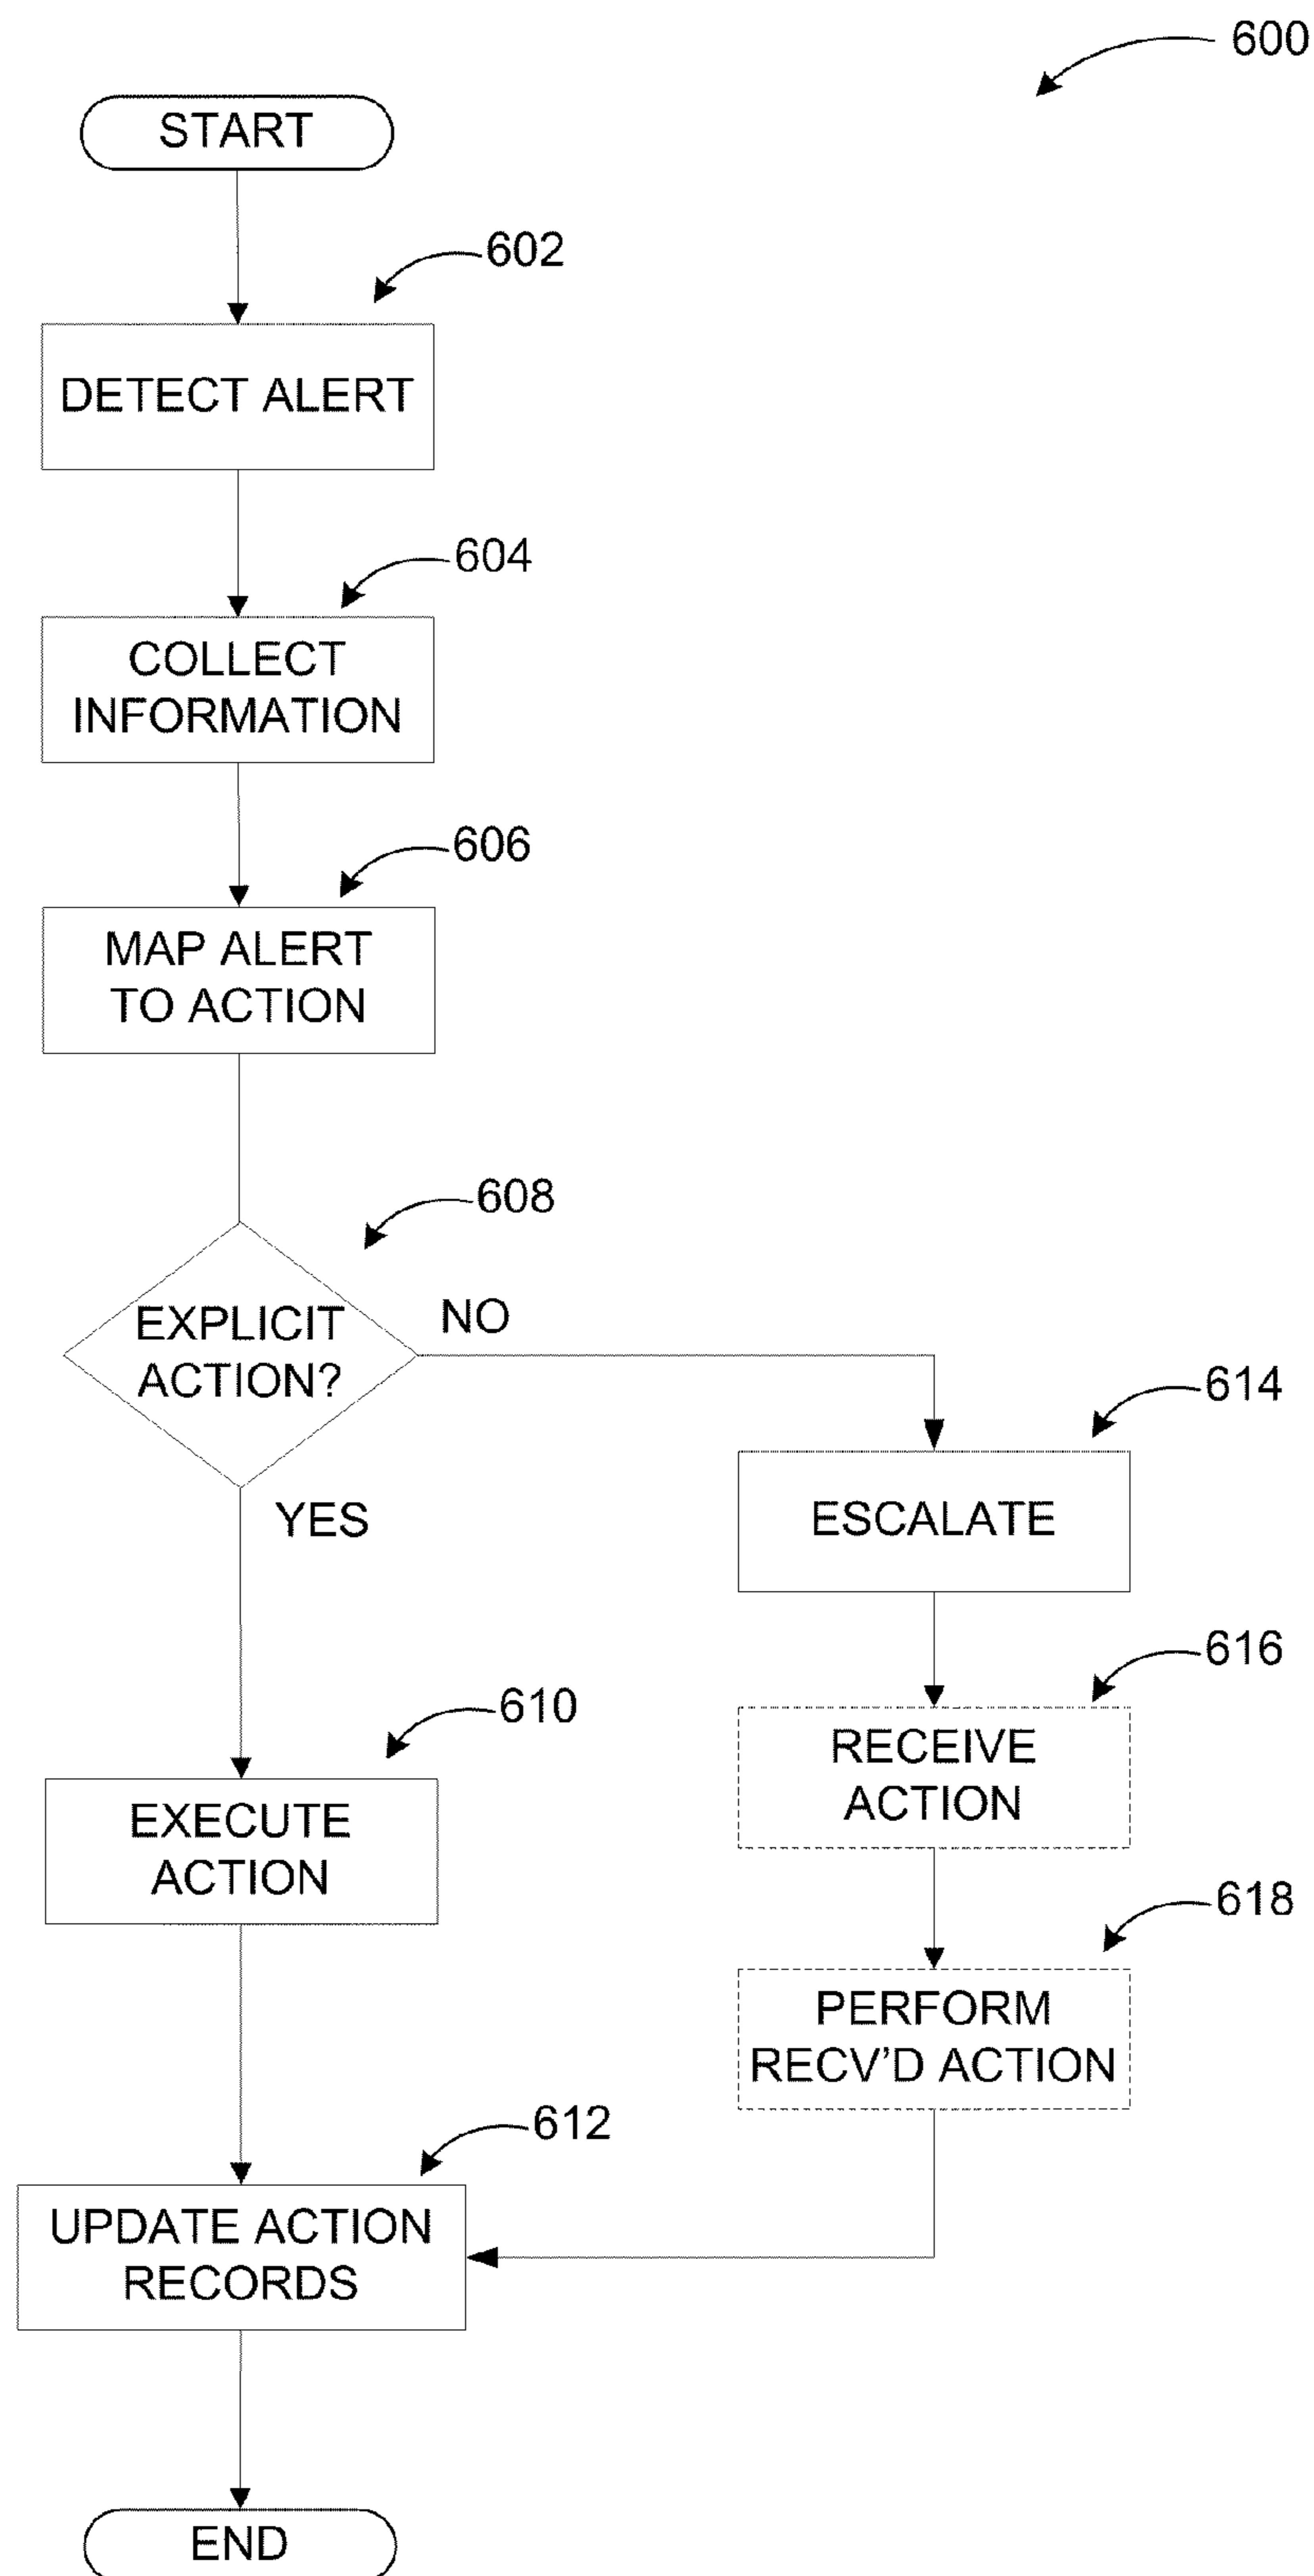 600
START
602
DETECT ALERT
604
COLLECT
INFORMATION
606
MAP ALERT
TO ACTION
608
EXPLICIT
ACTION?
NO
YES
614
ESCALATE
616
RECEIVE
ACTION
610
EXECUTE
ACTION
618
PERFORM
RECV'D ACTION
612
UPDATE ACTION
RECORDS
END